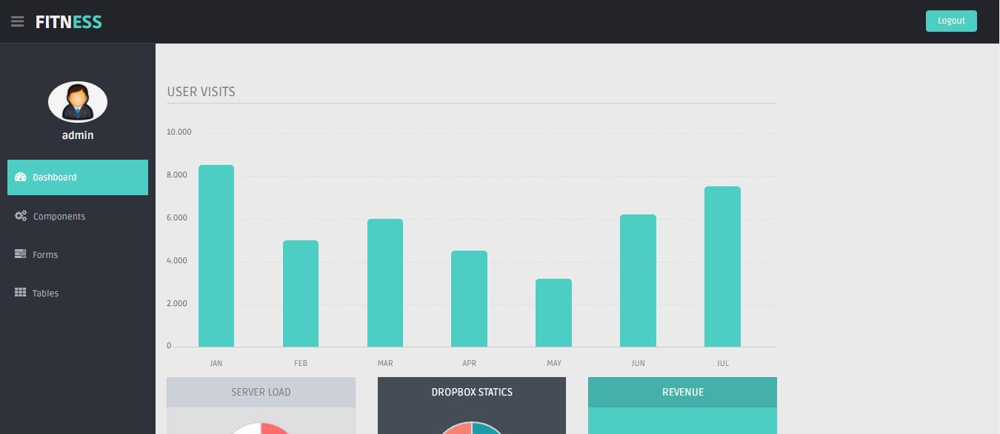 FITNESS
Logout
admin
Dashboard
Components
Forms
Tables
USER VISITS
10.000
8.000
6.000
4.000
2.000
0
JAN FEB MAR APR MAY JUN JUL
SERVER LOAD DROPBOX STATICS REVENUE